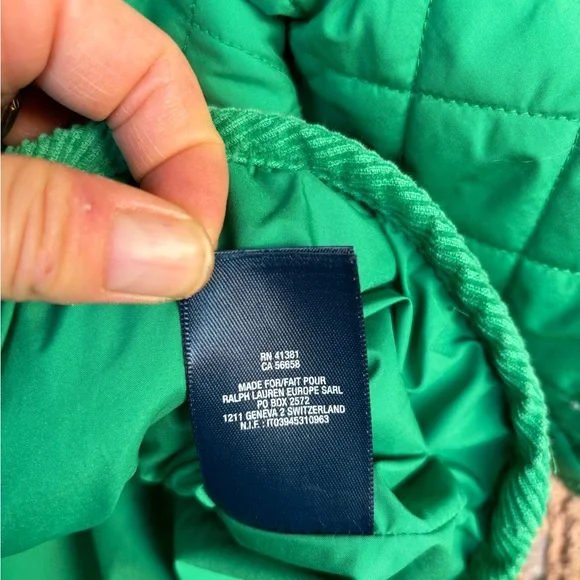 RN 41381
CA 56658
MADE FOR/FAIT POUR
RALPH LAUREN EUROPE SARL
PO BOX 2572
1211 GENEVA 2 SWITZERLAND
N.I.F. : IT03945310963